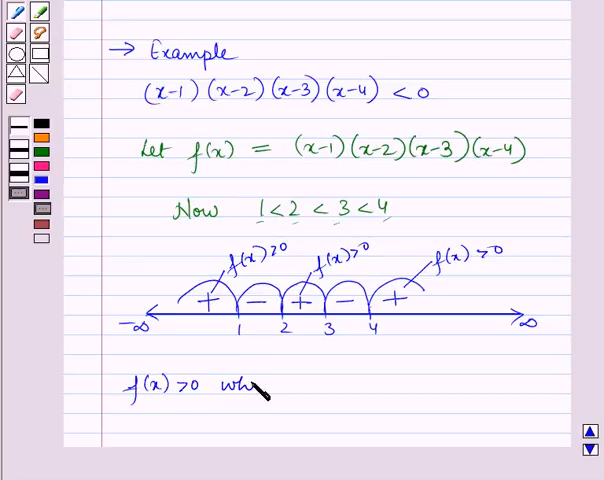 → Example
(x-1) (x-2) (x-3) (x-4) < 0
Let f(x) = (x-1) (x-2) (x-3) (x-4)
Now 1 < 2 < 3 < 4
f(x)>0 f(x)>0 f(x) >0
+ − + − +
-∞ 1 2 3 4 ∞
f(x) >0 whe